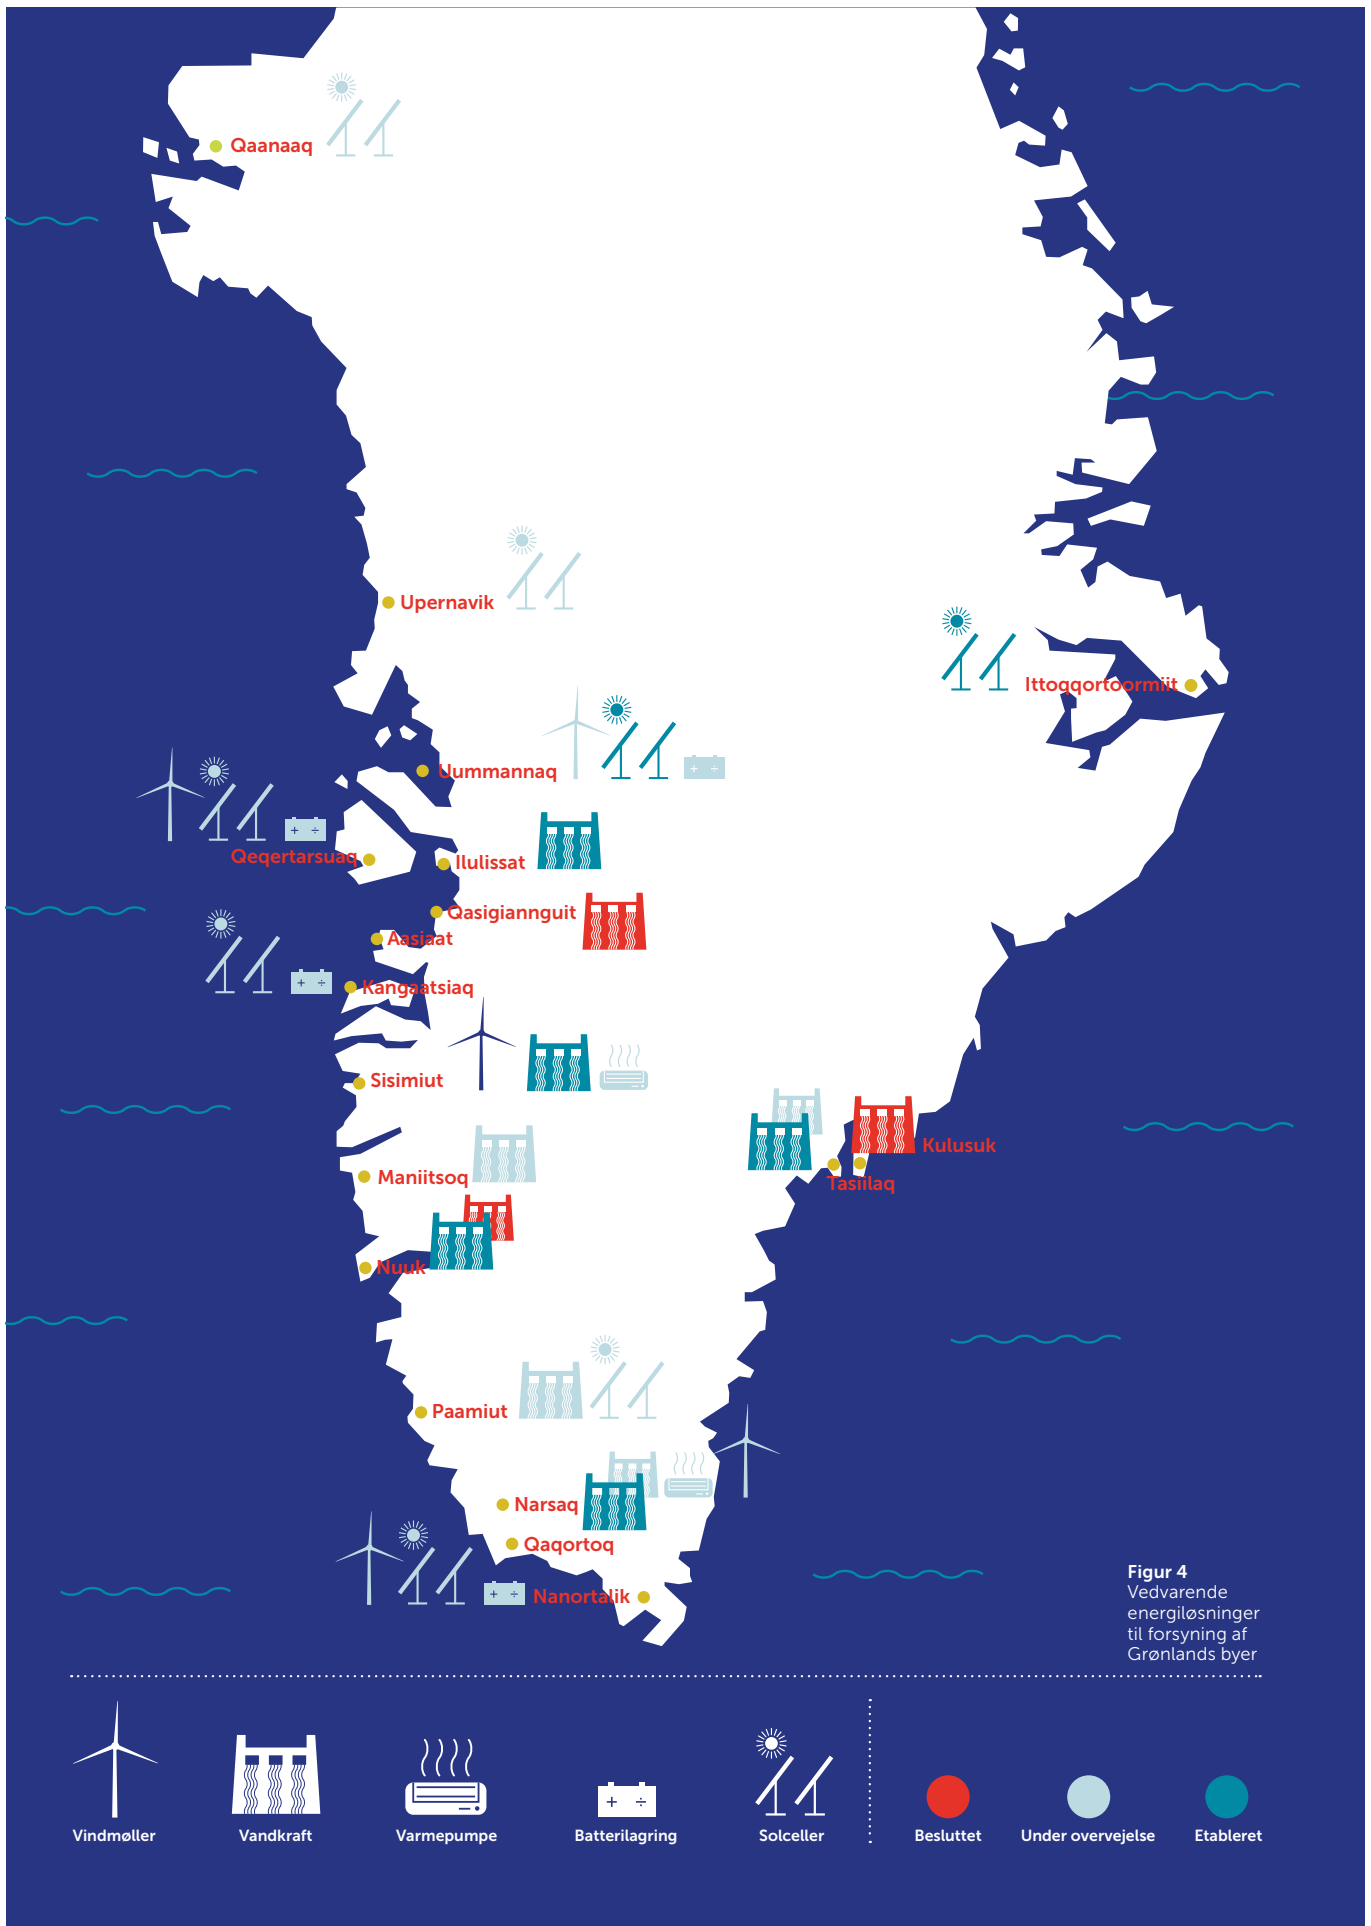 Qaanaaq
Upernavik
Ittoqqortoormiit
Uummannaq
Qeqertarsuaq
Ilulissat
Qasigiannguit
Aasiaat
Kangaatsiaq
Sisimiut
Kulusuk
Maniitsoq
Tasiilaq
Nuuk
Paamiut
Narsaq
Qaqortoq
Nanortalik
Figur 4
Vedvarende
energiløsninger
til forsyning af
Grønlands byer
Vindmøller
Vandkraft
Varmepumpe
Batterilagring
Solceller
Besluttet
Under overvejelse
Etableret